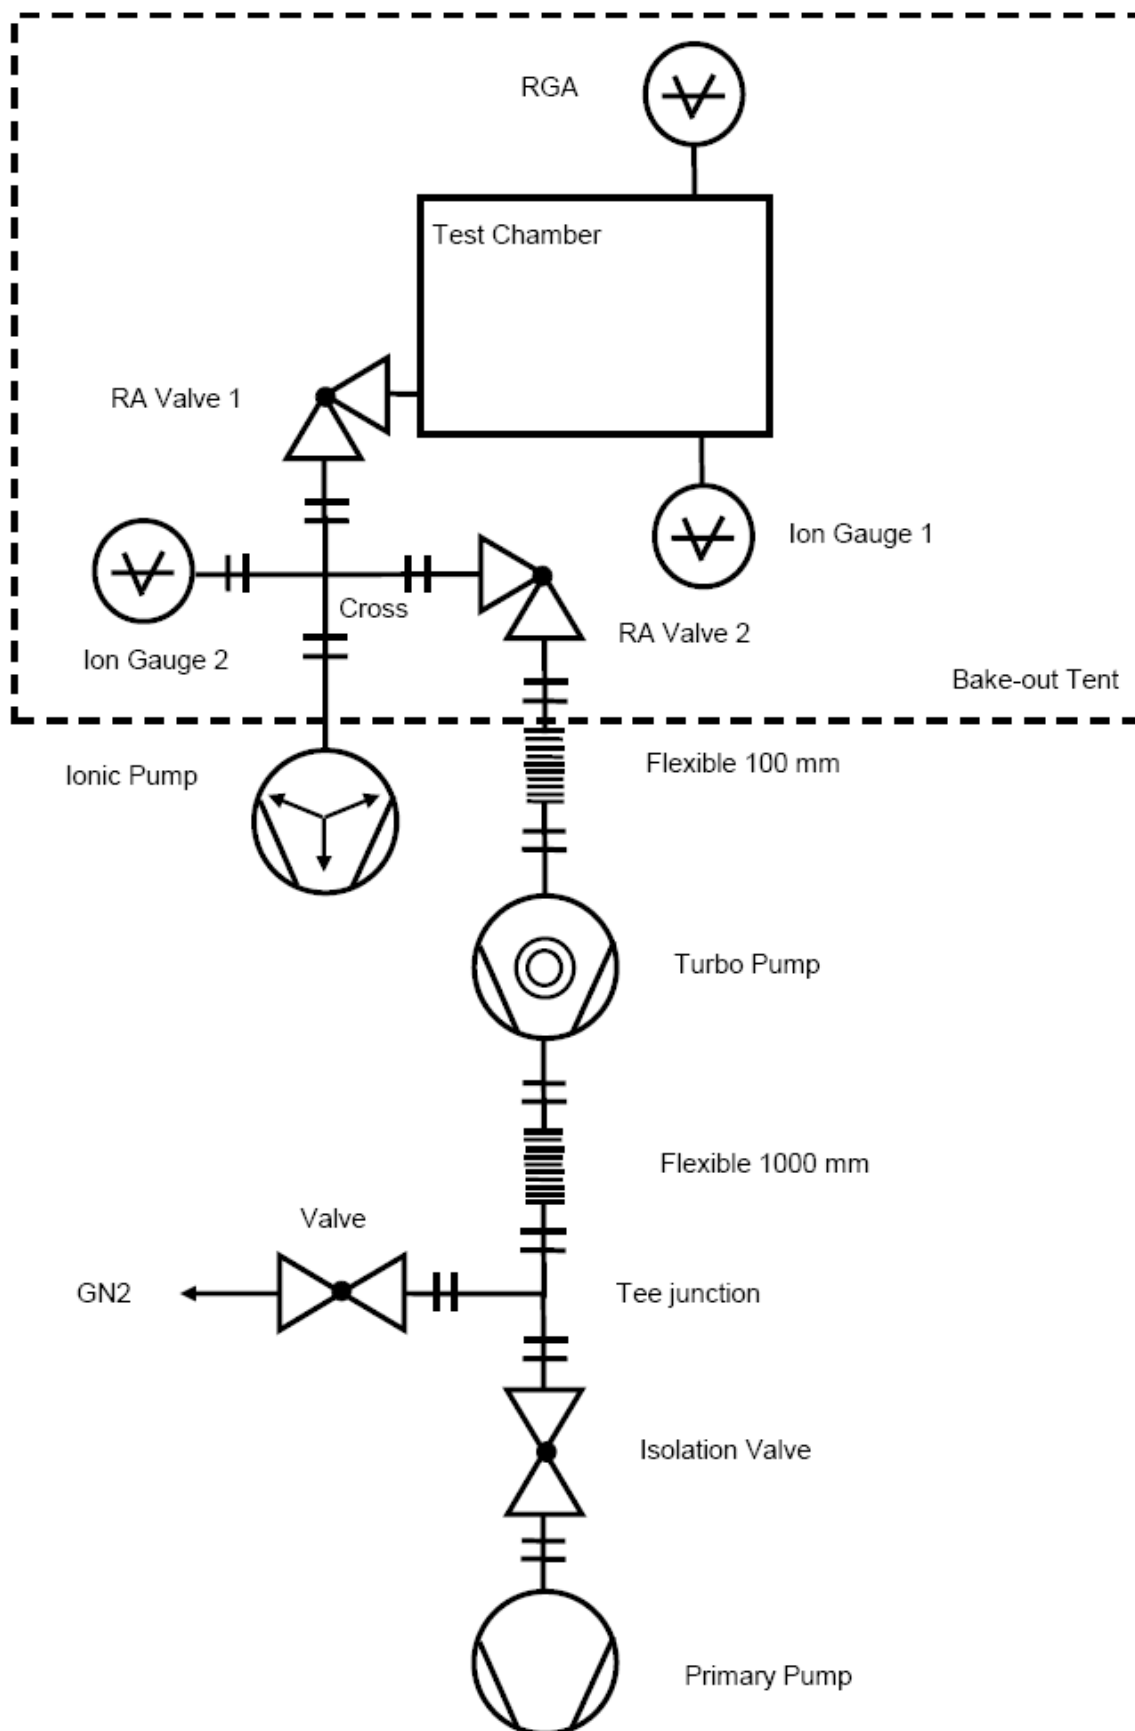 RGA
Test Chamber
RA Valve 1
Ion Gauge 1
Cross
RA Valve 2
Ion Gauge 2
Bake-out Tent
Flexible 100 mm
Ionic Pump
Turbo Pump
Flexible 1000 mm
Valve
GN2
Tee junction
Isolation Valve
Primary Pump